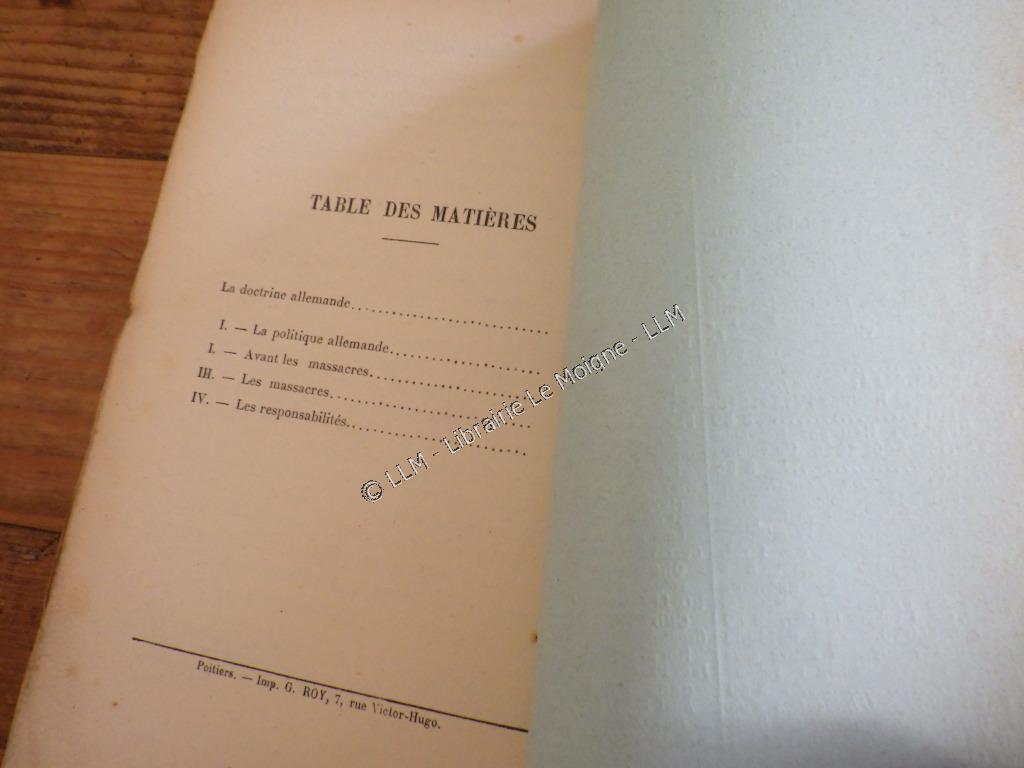 TABLE DES MATIÈRES
La doctrine allemande..............................
I. — La politique allemande........................
I. — Avant les massacres...........................
III. — Les massacres..............................
IV. — Les responsabilités...........................
© LLM - Librairie Le Moigne - LLM
Poitiers. — Imp. G. ROY, 7, rue Victor-Hugo.